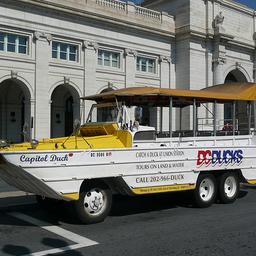 Capitol Duck
DC DUCKS
CATCH A DUCK AT UNION STATION
TOURS ON LAND & WATER
CALL 202-966-DUCK